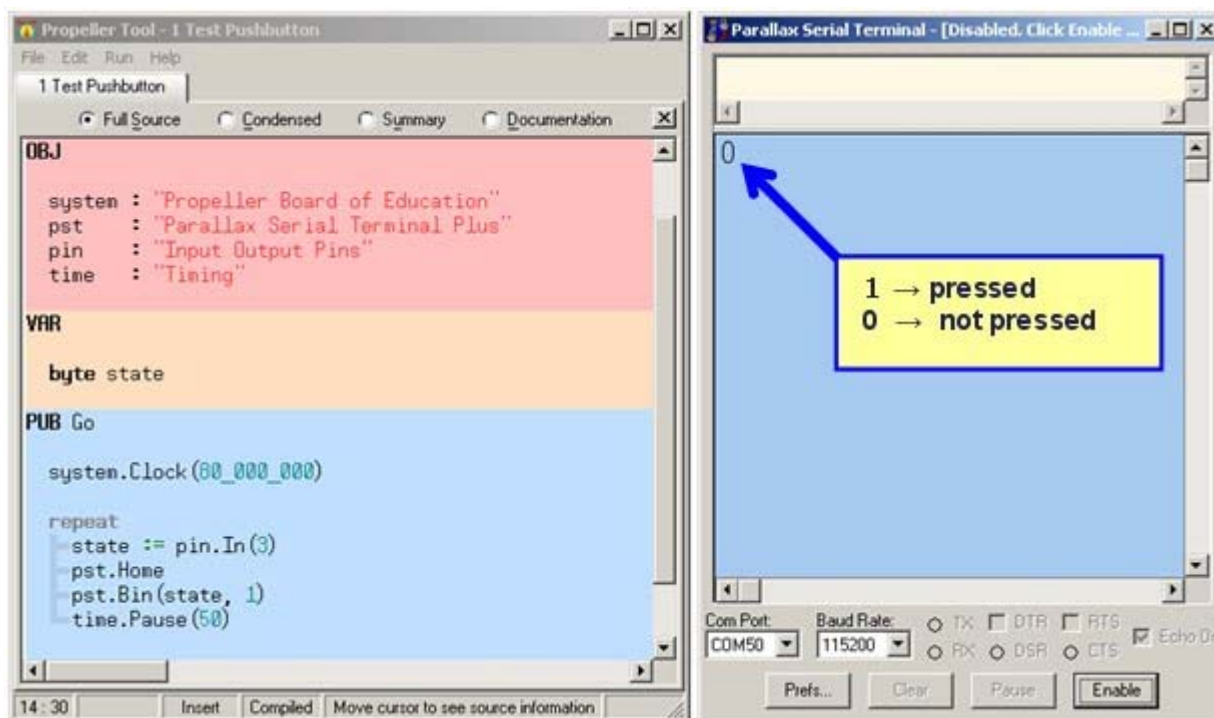 Propeller Tool - 1 Test Pushbutton
File Edit Run Help
1 Test Pushbutton
Full Source Condensed Summary Documentation
OBJ
system : "Propeller Board of Education"
pst : "Parallax Serial Terminal Plus"
pin : "Input Output Pins"
time : "Timing"
VAR
byte state
PUB Go
system.Clock(80_000_000)
repeat
state := pin.In(3)
pst.Home
pst.Bin(state, 1)
time.Pause(50)
14 : 30 Insert Compiled Move cursor to see source information
Parallax Serial Terminal - [Disabled. Click Enable ...
0
1 → pressed
0 → not pressed
Com Port: Baud Rate: TX DTR RTS
COM50 115200 RX DSR CTS Echo
Prefs... Clear Pause Enable